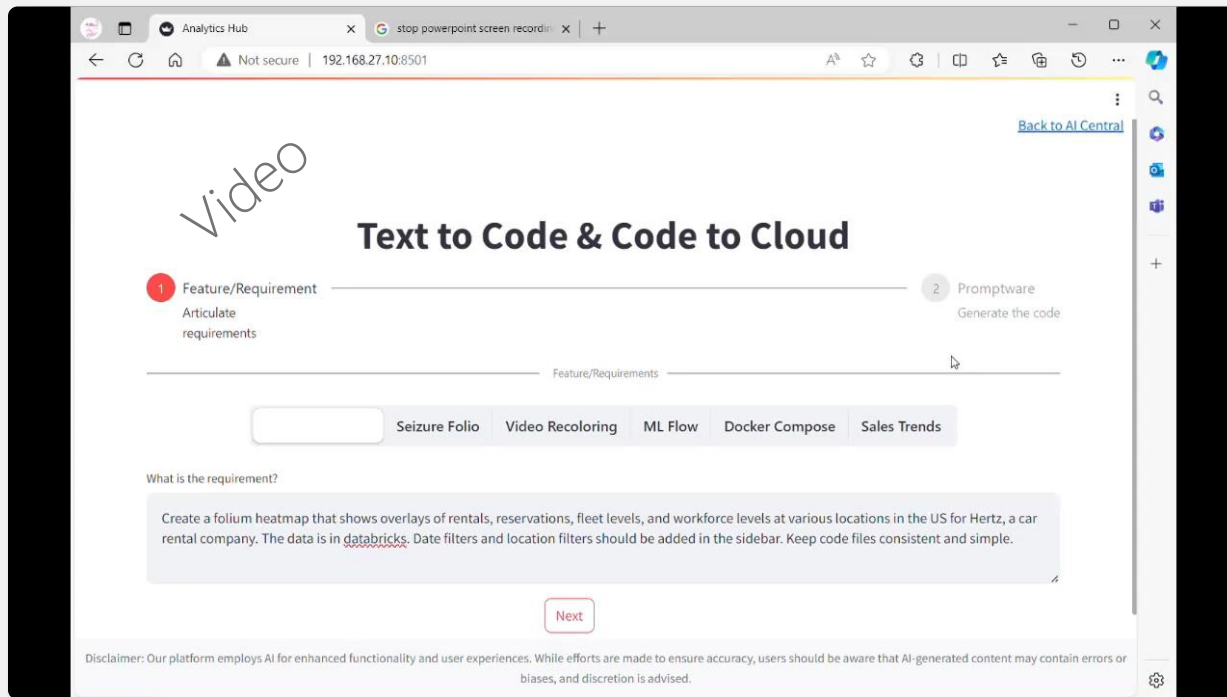 Analytics Hub
stop powerpoint screen recordin
Not secure | 192.168.27.10:8501
Back to AI Central
Video
Text to Code & Code to Cloud
1 Feature/Requirement
Articulate
requirements
2 Promptware
Generate the code
Feature/Requirements
Seizure Folio Video Recoloring ML Flow Docker Compose Sales Trends
What is the requirement?
Create a folium heatmap that shows overlays of rentals, reservations, fleet levels, and workforce levels at various locations in the US for Hertz, a car
rental company. The data is in databricks. Date filters and location filters should be added in the sidebar. Keep code files consistent and simple.
Next
Disclaimer: Our platform employs AI for enhanced functionality and user experiences. While efforts are made to ensure accuracy, users should be aware that AI-generated content may contain errors or
biases, and discretion is advised.